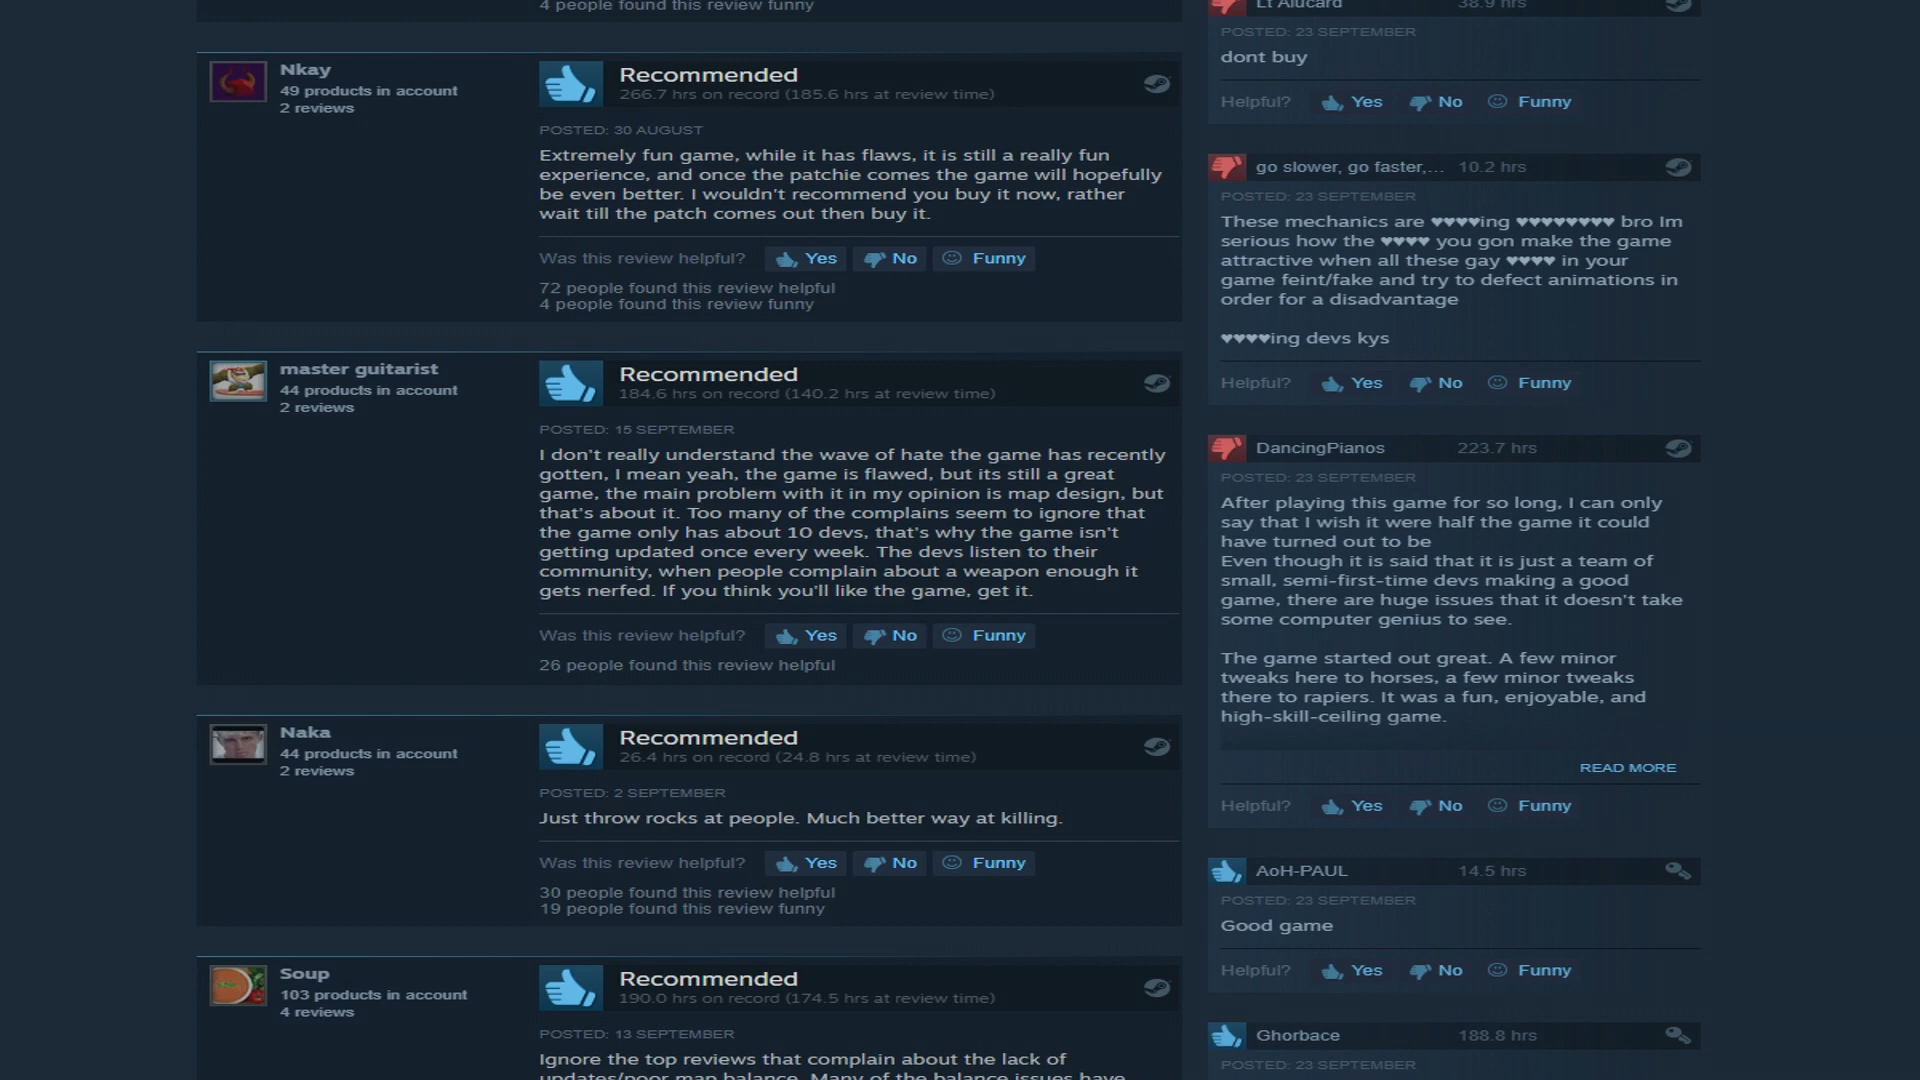 4 people found this review funny
Nkay
49 products in account
2 reviews
Recommended
266.7 hrs on record (185.6 hrs at review time)
POSTED: 30 AUGUST
Extremely fun game, while it has flaws, it is still a really fun
experience, and once the patchie comes the game will hopefully
be even better. I wouldn't recommend you buy it now, rather
wait till the patch comes out then buy it.
Was this review helpful? Yes No Funny
72 people found this review helpful
4 people found this review funny
master guitarist
44 products in account
2 reviews
Recommended
184.6 hrs on record (140.2 hrs at review time)
POSTED: 15 SEPTEMBER
I don't really understand the wave of hate the game has recently
gotten, I mean yeah, the game is flawed, but its still a great
game, the main problem with it in my opinion is map design, but
that's about it. Too many of the complains seem to ignore that
the game only has about 10 devs, that's why the game isn't
getting updated once every week. The devs listen to their
community, when people complain about a weapon enough it
gets nerfed. If you think you'll like the game, get it.
Was this review helpful? Yes No Funny
26 people found this review helpful
Naka
44 products in account
2 reviews
Recommended
26.4 hrs on record (24.8 hrs at review time)
POSTED: 2 SEPTEMBER
Just throw rocks at people. Much better way at killing.
Was this review helpful? Yes No Funny
30 people found this review helpful
19 people found this review funny
Soup
103 products in account
4 reviews
Recommended
190.0 hrs on record (174.5 hrs at review time)
POSTED: 13 SEPTEMBER
Ignore the top reviews that complain about the lack of
updates/poor map balance. Many of the balance issues have
Lt Alucard 38.9 hrs
POSTED: 23 SEPTEMBER
dont buy
Helpful? Yes No Funny
go slower, go faster,... 10.2 hrs
POSTED: 23 SEPTEMBER
These mechanics are ♥♥♥♥ing ♥♥♥♥♥♥♥♥ bro Im
serious how the ♥♥♥♥ you gon make the game
attractive when all these gay ♥♥♥♥ in your
game feint/fake and try to defect animations in
order for a disadvantage
♥♥♥♥ing devs kys
Helpful? Yes No Funny
DancingPianos 223.7 hrs
POSTED: 23 SEPTEMBER
After playing this game for so long, I can only
say that I wish it were half the game it could
have turned out to be
Even though it is said that it is just a team of
small, semi-first-time devs making a good
game, there are huge issues that it doesn't take
some computer genius to see.
The game started out great. A few minor
tweaks here to horses, a few minor tweaks
there to rapiers. It was a fun, enjoyable, and
high-skill-ceiling game.
READ MORE
Helpful? Yes No Funny
AoH-PAUL 14.5 hrs
POSTED: 23 SEPTEMBER
Good game
Helpful? Yes No Funny
Ghorbace 188.8 hrs
POSTED: 23 SEPTEMBER